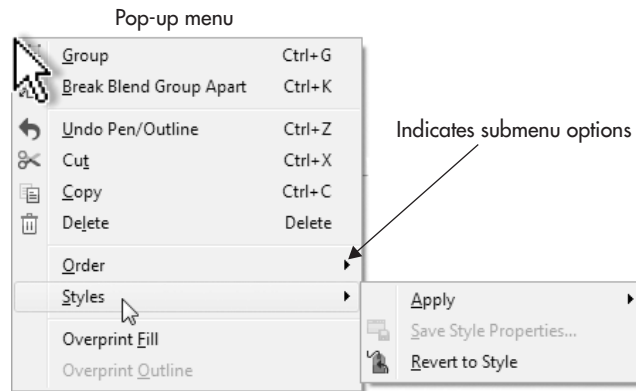 Pop-up menu
Group Ctrl+G
Break Blend Group Apart Ctrl+K
Undo Pen/Outline Ctrl+Z
Indicates submenu options
Cut Ctrl+X
Copy Ctrl+C
Delete Delete
Order
Styles
Apply
Save Style Properties...
Overprint Fill
Revert to Style
Overprint Outline